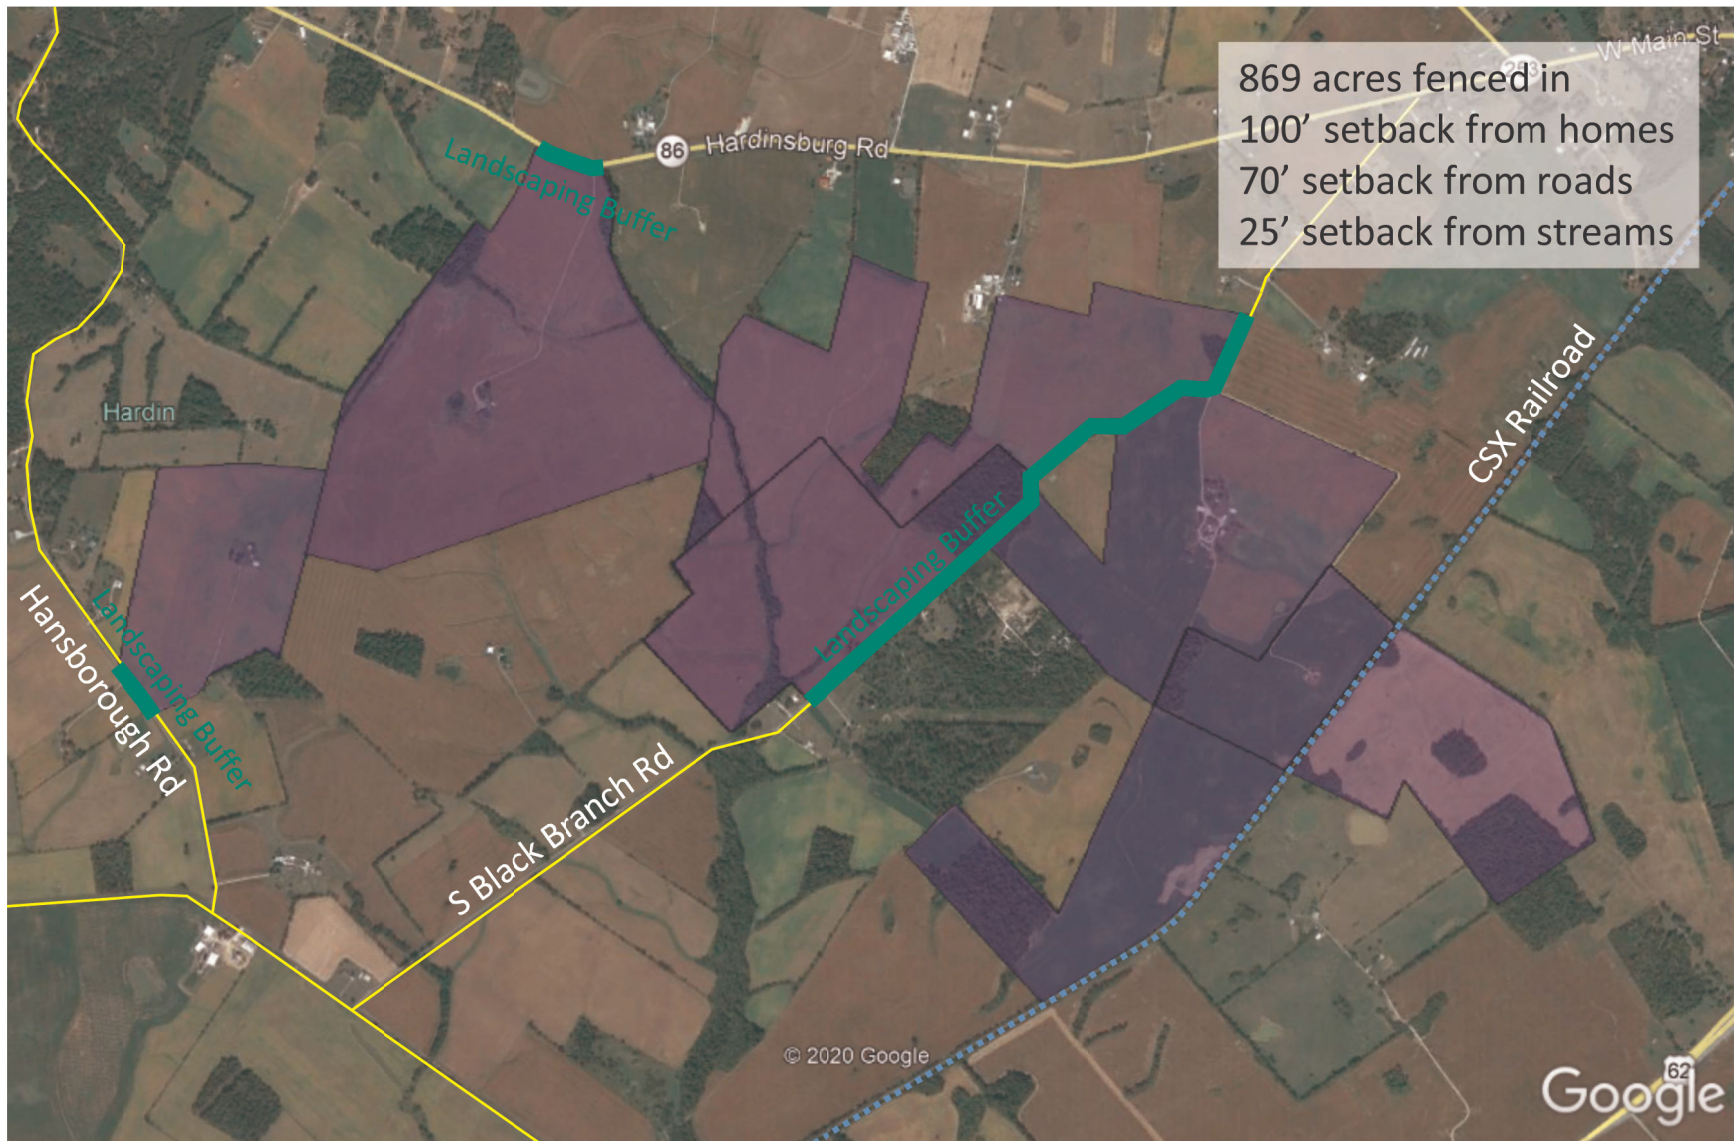 W Main St
253
869 acres fenced in
100’ setback from homes
70’ setback from roads
25’ setback from streams
86
Hardinsburg Rd
Landscaping Buffer
CSX Railroad
Hardin
Landscaping Buffer
Landscaping Buffer
Hansborough Rd
S Black Branch Rd
© 2020 Google
62
Google